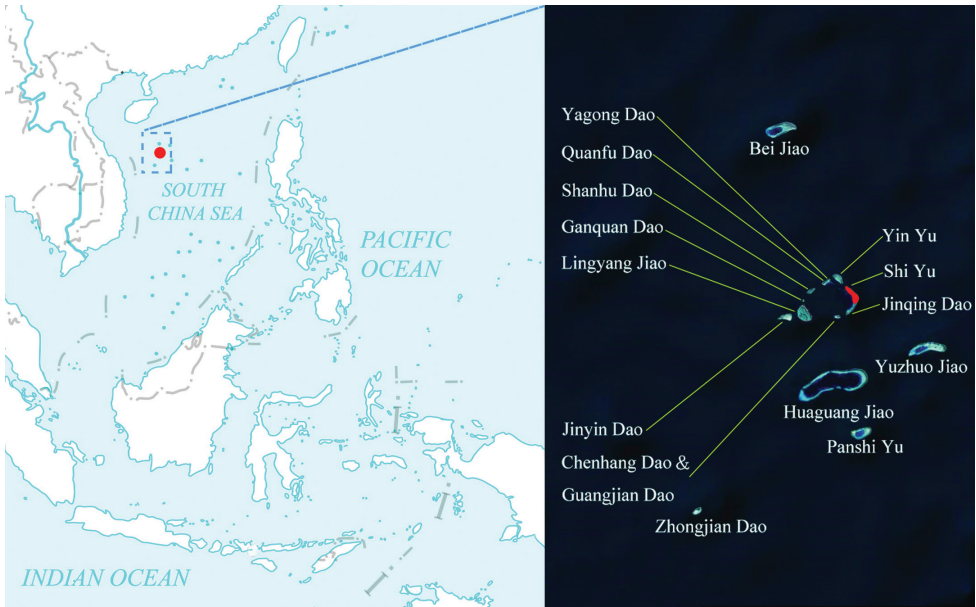 SOUTH
CHINA SEA
PACIFIC
OCEAN
INDIAN OCEAN
Yagong Dao
Quanfu Dao
Shanhu Dao
Ganquan Dao
Lingyang Jiao
Bei Jiao
Yin Yu
Shi Yu
Jinqing Dao
Yuzhuo Jiao
Huaguang Jiao
Panshi Yu
Jinyin Dao
Chenhang Dao &
Guangjian Dao
Zhongjian Dao